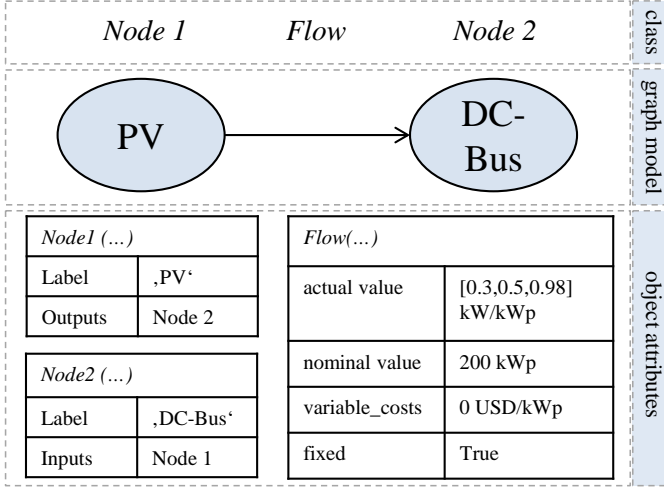 Node 1 Flow Node 2
class
PV
DC-
Bus
graph model
Node1 (...)
Label ‚PV‘
Outputs Node 2
Node2 (...)
Label ‚DC-Bus‘
Inputs Node 1
Flow(...)
actual value [0.3,0.5,0.98]
kW/kWp
nominal value 200 kWp
variable_costs 0 USD/kWp
fixed True
object attributes